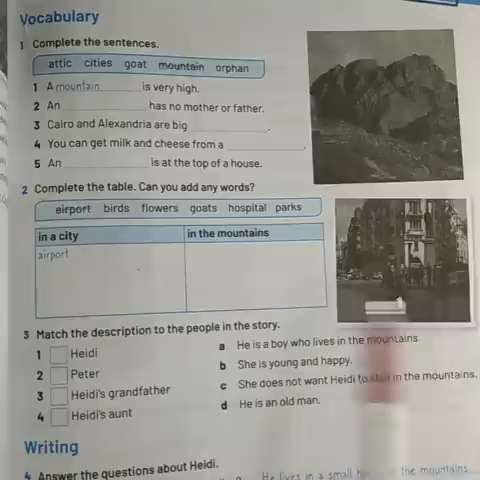 Vocabulary
1 Complete the sentences.
attic cities goat mountain orphan
1 A mountain is very high.
2 An ____ has no mother or father.
3 Cairo and Alexandria are big ____.
4 You can get milk and cheese from a ____.
5 An ____ is at the top of a house.
2 Complete the table. Can you add any words?
airport birds flowers goats hospital parks
in a city in the mountains
airport
3 Match the description to the people in the story.
1 Heidi
2 Peter
3 Heidi's grandfather
4 Heidi's aunt
a He is a boy who lives in the mountains.
b She is young and happy.
c She does not want Heidi to stay in the mountains.
d He is an old man.
Writing
4 Answer the questions about Heidi.
He lives in a small the mountains